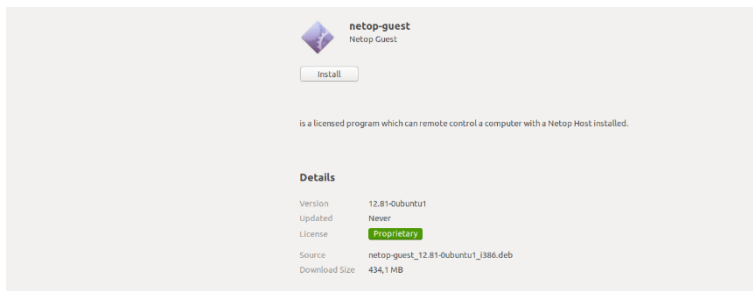 netop-guest
Netop Guest
Install
is a licensed program which can remote control a computer with a Netop Host installed.
Details
Version 12.81-0ubuntu1
Updated Never
License Proprietary
Source netop-guest_12.81-0ubuntu1_i386.deb
Download Size 434,1 MB